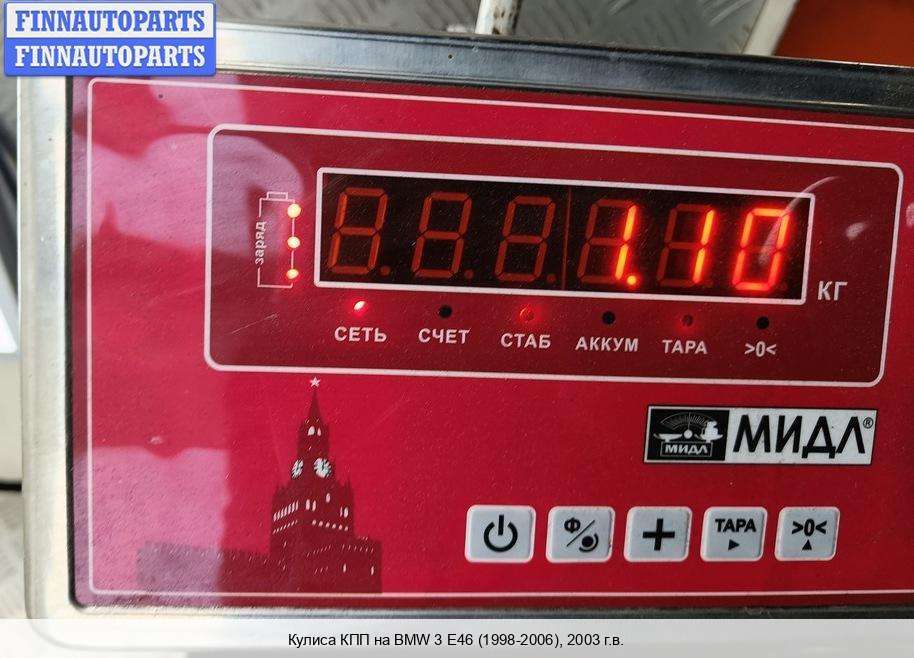 FINNAUTOPARTS
FINNAUTOPARTS
заряд
1.10
КГ
СЕТЬ СЧЕТ СТАБ АККУМ ТАРА >0<
МИДЛ
МИДЛ®
Ф ТАРА >0<
Кулиса КПП на BMW 3 E46 (1998-2006), 2003 г.в.